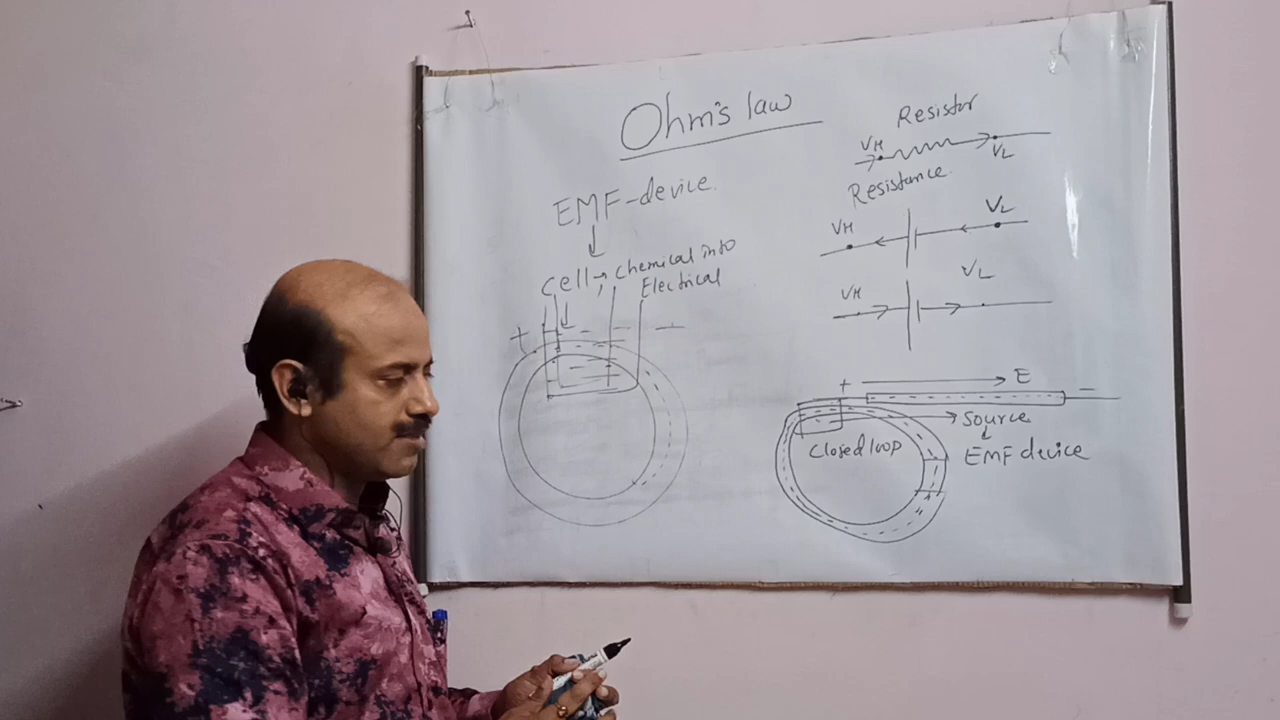 Ohm's law
EMF-device.
Cell → Chemical into
Electrical
+ −
Resistor
VH VL
Resistance.
VH VL
VH VL
+ E −
Source
Closed loop
EMF device